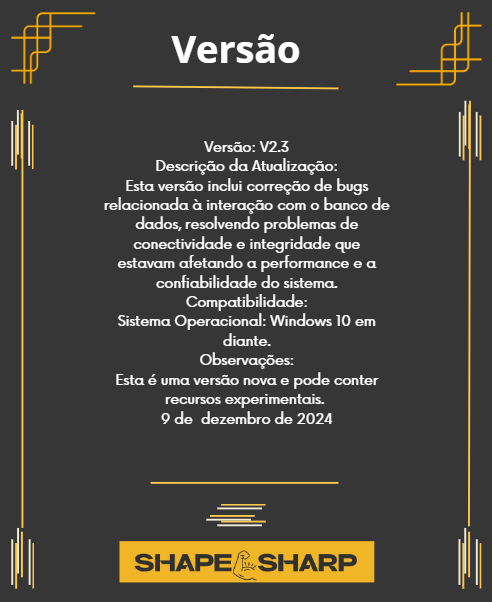 Versão
Versão: V2.3
Descrição da Atualização:
Esta versão inclui correção de bugs
relacionada à interação com o banco de
dados, resolvendo problemas de
conectividade e integridade que
estavam afetando a performance e a
confiabilidade do sistema.
Compatibilidade:
Sistema Operacional: Windows 10 em
diante.
Observações:
Esta é uma versão nova e pode conter
recursos experimentais.
9 de  dezembro de 2024
SHAPE SHARP